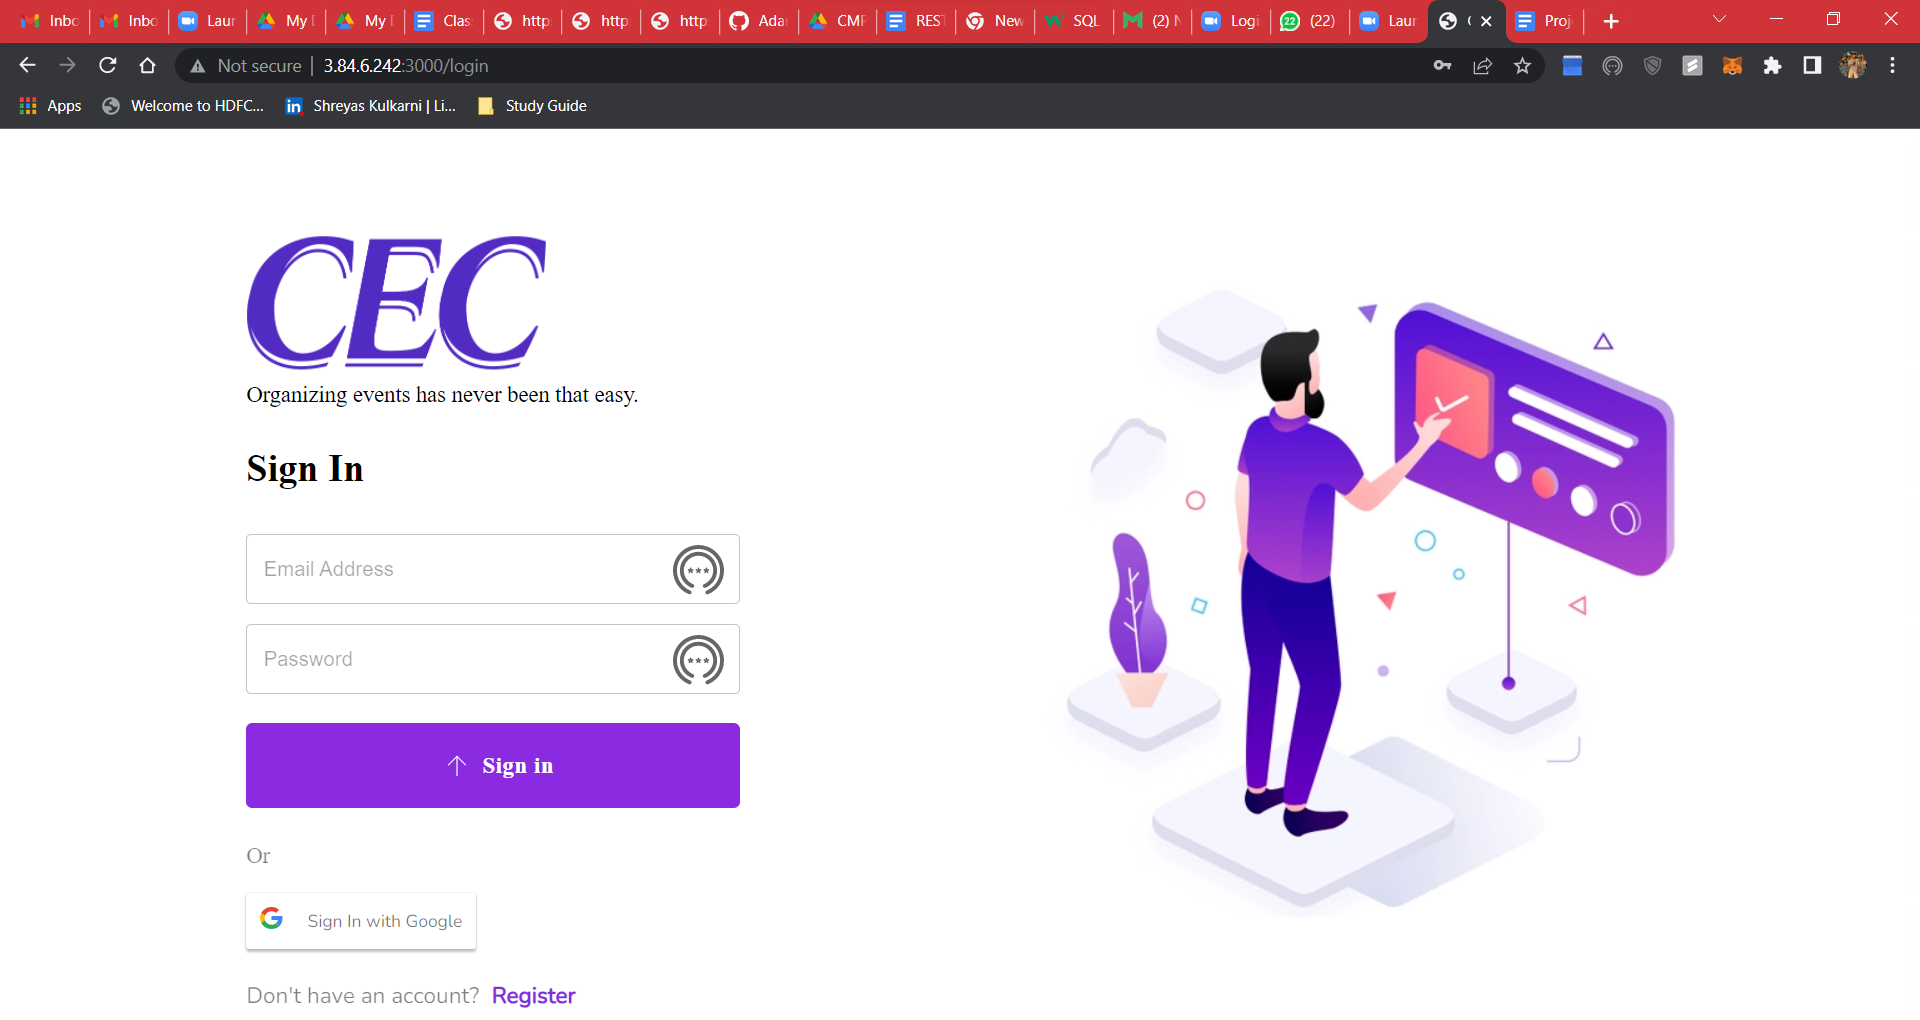 Inbo Inbo Laur My D My D Clas http http http Ada CMP REST New SQL (2) N Logi (22) Laur Proj
Not secure 3.84.6.242:3000/login
Apps Welcome to HDFC... Shreyas Kulkarni | Li... Study Guide
CEC
Organizing events has never been that easy.
Sign In
Email Address
Password
Sign in
Or
Sign In with Google
Don't have an account? Register